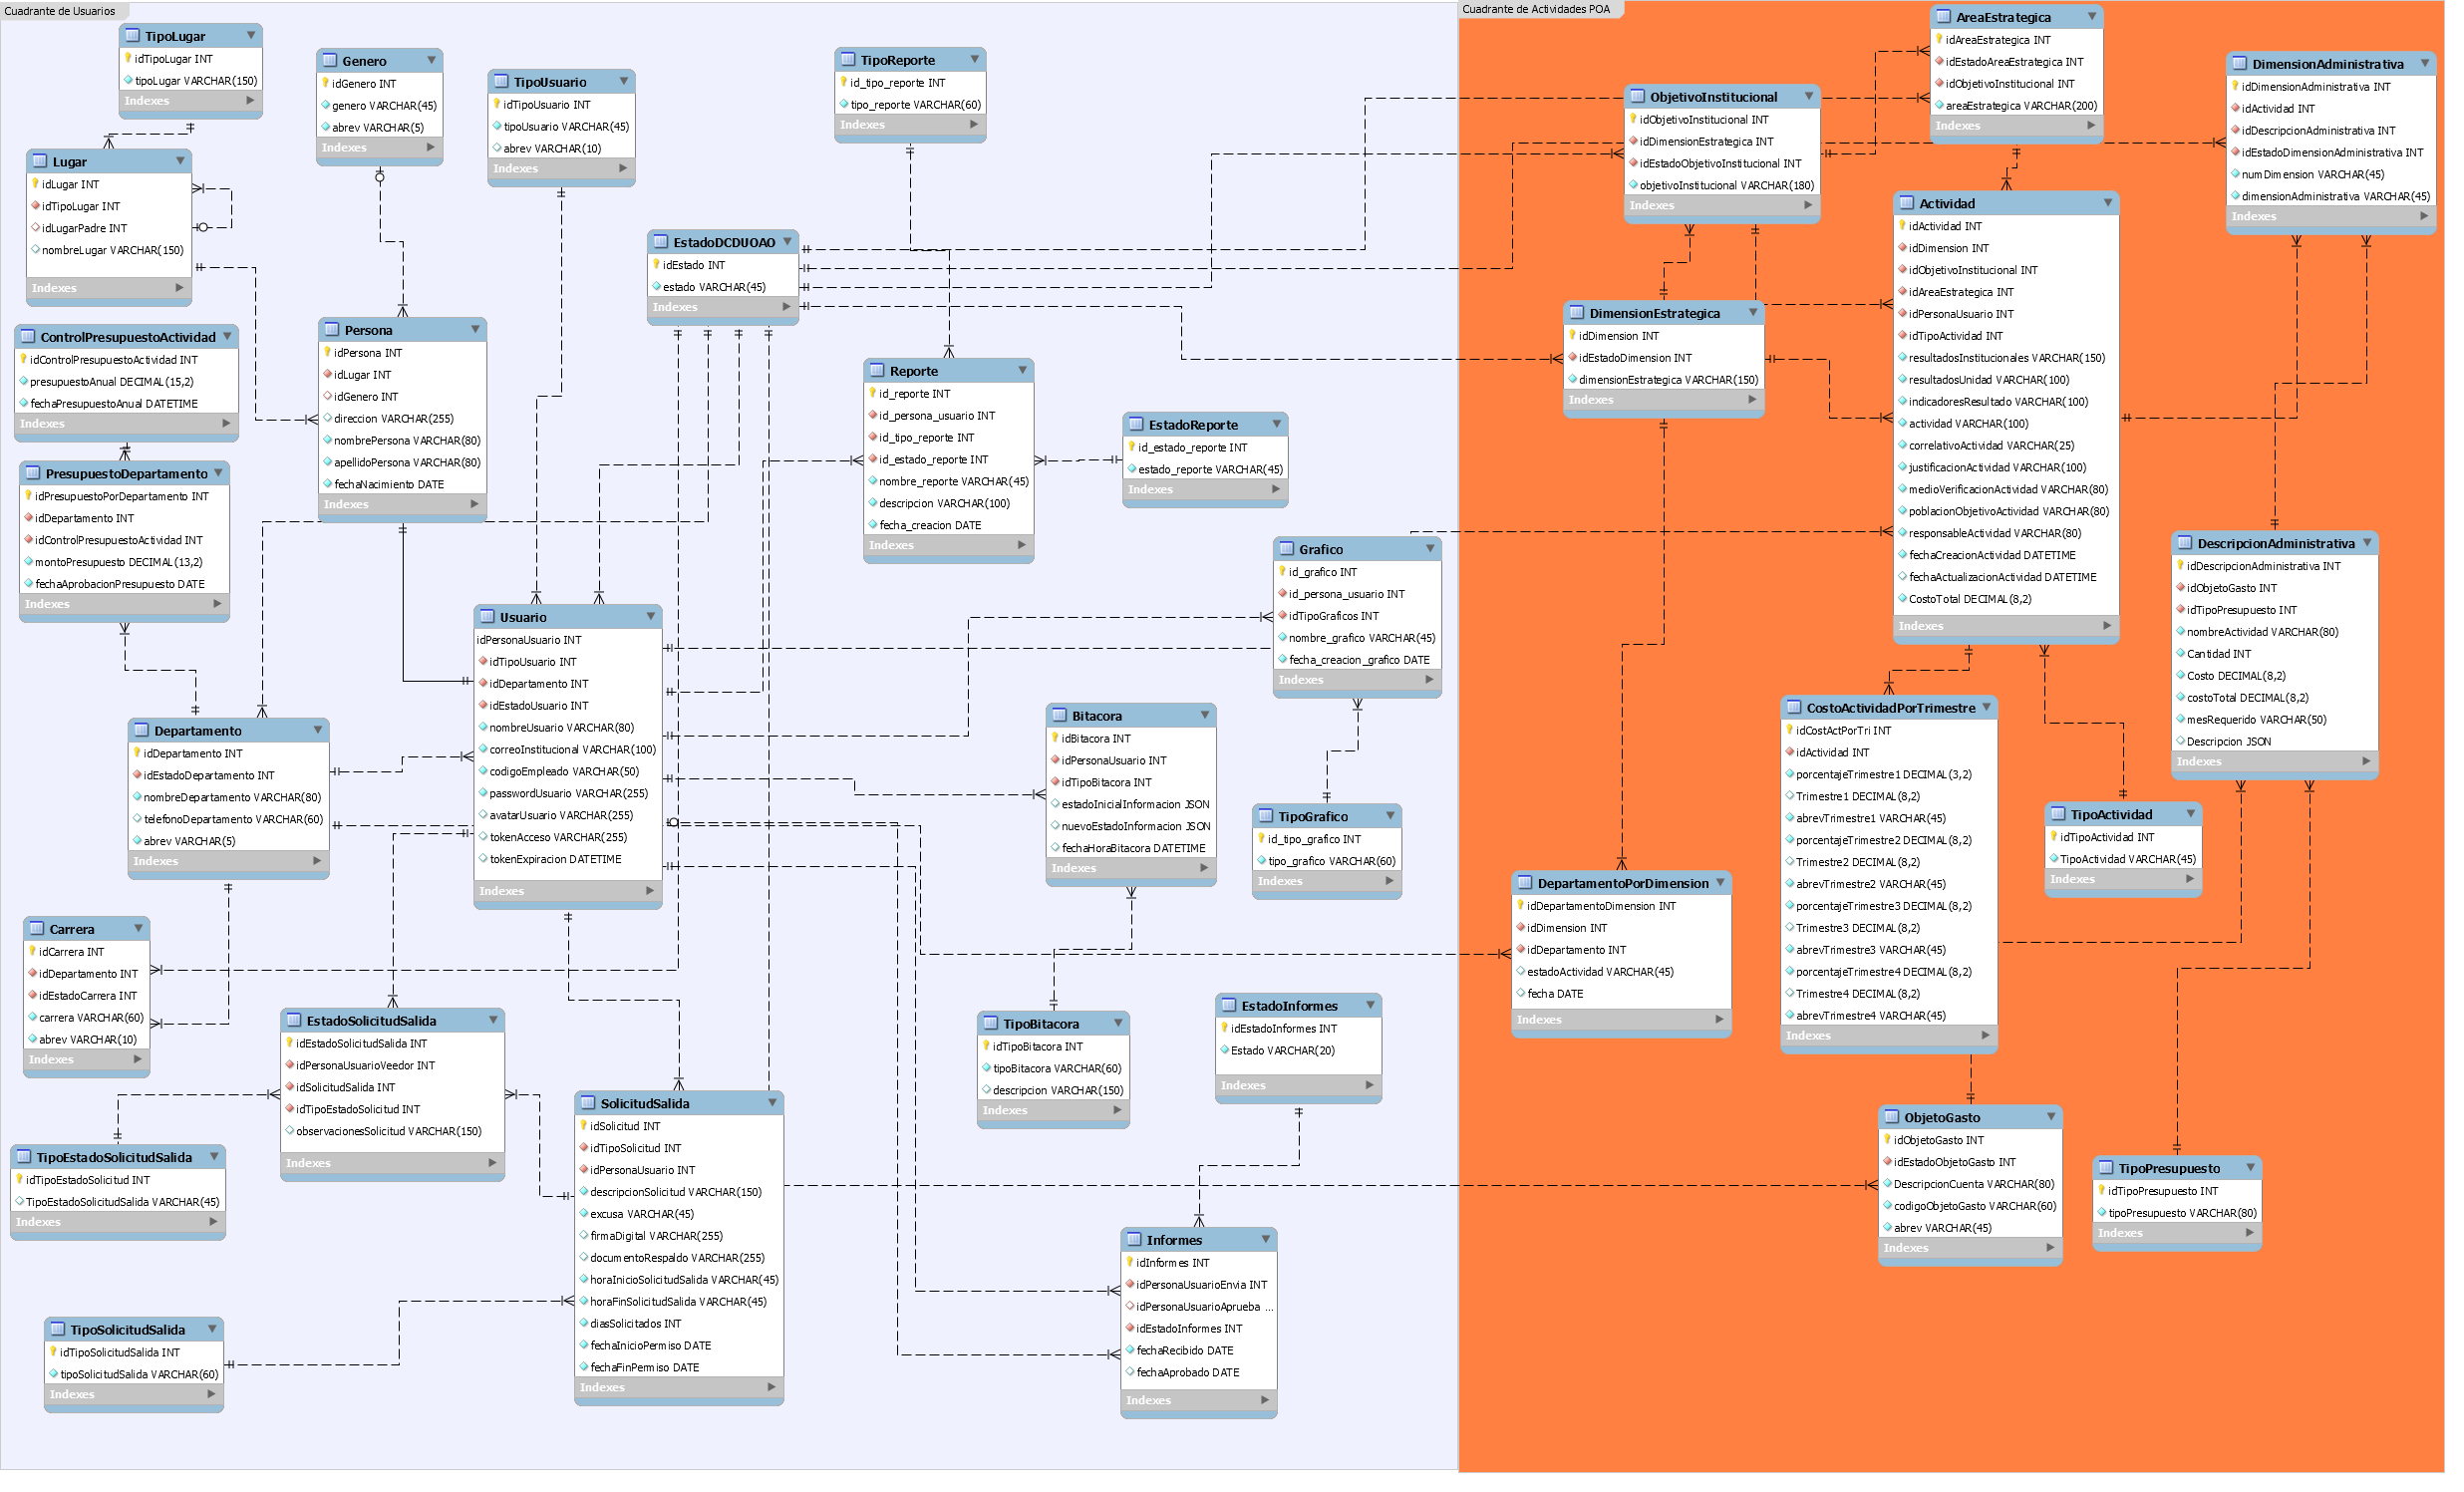 Cuadrante de Usuarios
TipoLugar
idTipoLugar INT
tipoLugar VARCHAR(150)
Indexes
Genero
idGenero INT
genero VARCHAR(45)
abrev VARCHAR(5)
Indexes
TipoUsuario
idTipoUsuario INT
tipoUsuario VARCHAR(45)
abrev VARCHAR(10)
Indexes
TipoReporte
id_tipo_reporte INT
tipo_reporte VARCHAR(60)
Indexes
Lugar
idLugar INT
idTipoLugar INT
idLugarPadre INT
nombreLugar VARCHAR(150)
Indexes
EstadoDCDUOAO
idEstado INT
estado VARCHAR(45)
Indexes
ControlPresupuestoActividad
idControlPresupuestoActividad INT
presupuestoAnual DECIMAL(15,2)
fechaPresupuestoAnual DATETIME
Indexes
Persona
idPersona INT
idLugar INT
idGenero INT
direccion VARCHAR(255)
nombrePersona VARCHAR(80)
apellidoPersona VARCHAR(80)
fechaNacimiento DATE
Indexes
Reporte
id_reporte INT
id_persona_usuario INT
id_tipo_reporte INT
id_estado_reporte INT
nombre_reporte VARCHAR(45)
descripcion VARCHAR(100)
fecha_creacion DATE
Indexes
EstadoReporte
id_estado_reporte INT
estado_reporte VARCHAR(45)
Indexes
PresupuestoDepartamento
idPresupuestoPorDepartamento INT
idDepartamento INT
idControlPresupuestoActividad INT
montoPresupuesto DECIMAL(13,2)
fechaAprobacionPresupuesto DATE
Indexes
Grafico
id_grafico INT
id_persona_usuario INT
idTipoGraficos INT
nombre_grafico VARCHAR(45)
fecha_creacion_grafico DATE
Indexes
Usuario
idPersonaUsuario INT
idTipoUsuario INT
idDepartamento INT
idEstadoUsuario INT
nombreUsuario VARCHAR(80)
correoInstitucional VARCHAR(100)
codigoEmpleado VARCHAR(50)
passwordUsuario VARCHAR(255)
avatarUsuario VARCHAR(255)
tokenAcceso VARCHAR(255)
tokenExpiracion DATETIME
Indexes
Departamento
idDepartamento INT
idEstadoDepartamento INT
nombreDepartamento VARCHAR(80)
telefonoDepartamento VARCHAR(60)
abrev VARCHAR(5)
Indexes
Bitacora
idBitacora INT
idPersonaUsuario INT
idTipoBitacora INT
estadoInicialInformacion JSON
nuevoEstadoInformacion JSON
fechaHoraBitacora DATETIME
Indexes
TipoGrafico
id_tipo_grafico INT
tipo_grafico VARCHAR(60)
Indexes
Carrera
idCarrera INT
idDepartamento INT
idEstadoCarrera INT
carrera VARCHAR(60)
abrev VARCHAR(10)
Indexes
EstadoSolicitudSalida
idEstadoSolicitudSalida INT
idPersonaUsuarioVeedor INT
idSolicitudSalida INT
idTipoEstadoSolicitud INT
observacionesSolicitud VARCHAR(150)
Indexes
TipoBitacora
idTipoBitacora INT
tipoBitacora VARCHAR(60)
descripcion VARCHAR(150)
Indexes
EstadoInformes
idEstadoInformes INT
Estado VARCHAR(20)
Indexes
TipoEstadoSolicitudSalida
idTipoEstadoSolicitud INT
TipoEstadoSolicitudSalida VARCHAR(45)
Indexes
SolicitudSalida
idSolicitud INT
idTipoSolicitud INT
idPersonaUsuario INT
descripcionSolicitud VARCHAR(150)
excusa VARCHAR(45)
firmaDigital VARCHAR(255)
documentoRespaldo VARCHAR(255)
horaInicioSolicitudSalida VARCHAR(45)
horaFinSolicitudSalida VARCHAR(45)
diasSolicitados INT
fechaInicioPermiso DATE
fechaFinPermiso DATE
Indexes
Informes
idInformes INT
idPersonaUsuarioEnvia INT
idPersonaUsuarioAprueba ...
idEstadoInformes INT
fechaRecibido DATE
fechaAprobado DATE
Indexes
TipoSolicitudSalida
idTipoSolicitudSalida INT
tipoSolicitudSalida VARCHAR(60)
Indexes
Cuadrante de Actividades POA
AreaEstrategica
idAreaEstrategica INT
idEstadoAreaEstrategica INT
idObjetivoInstitucional INT
areaEstrategica VARCHAR(200)
Indexes
DimensionAdministrativa
idDimensionAdministrativa INT
idActividad INT
idDescripcionAdministrativa INT
idEstadoDimensionAdministrativa INT
numDimension VARCHAR(45)
dimensionAdministrativa VARCHAR(45)
Indexes
ObjetivoInstitucional
idObjetivoInstitucional INT
idDimensionEstrategica INT
idEstadoObjetivoInstitucional INT
objetivoInstitucional VARCHAR(180)
Indexes
Actividad
idActividad INT
idDimension INT
idObjetivoInstitucional INT
idAreaEstrategica INT
idPersonaUsuario INT
idTipoActividad INT
resultadosInstitucionales VARCHAR(150)
resultadosUnidad VARCHAR(100)
indicadoresResultado VARCHAR(100)
actividad VARCHAR(100)
correlativoActividad VARCHAR(25)
justificacionActividad VARCHAR(100)
medioVerificacionActividad VARCHAR(80)
poblacionObjetivoActividad VARCHAR(80)
responsableActividad VARCHAR(80)
fechaCreacionActividad DATETIME
fechaActualizacionActividad DATETIME
CostoTotal DECIMAL(8,2)
Indexes
DimensionEstrategica
idDimension INT
idEstadoDimension INT
dimensionEstrategica VARCHAR(150)
Indexes
DescripcionAdministrativa
idDescripcionAdministrativa INT
idObjetoGasto INT
idTipoPresupuesto INT
nombreActividad VARCHAR(80)
Cantidad INT
Costo DECIMAL(8,2)
costoTotal DECIMAL(8,2)
mesRequerido VARCHAR(50)
Descripcion JSON
Indexes
CostoActividadPorTrimestre
idCostActPorTri INT
idActividad INT
porcentajeTrimestre1 DECIMAL(3,2)
Trimestre1 DECIMAL(8,2)
abrevTrimestre1 VARCHAR(45)
porcentajeTrimestre2 DECIMAL(8,2)
Trimestre2 DECIMAL(8,2)
abrevTrimestre2 VARCHAR(45)
porcentajeTrimestre3 DECIMAL(8,2)
Trimestre3 DECIMAL(8,2)
abrevTrimestre3 VARCHAR(45)
porcentajeTrimestre4 DECIMAL(8,2)
Trimestre4 DECIMAL(8,2)
abrevTrimestre4 VARCHAR(45)
Indexes
TipoActividad
idTipoActividad INT
TipoActividad VARCHAR(45)
Indexes
DepartamentoPorDimension
idDepartamentoDimension INT
idDimension INT
idDepartamento INT
estadoActividad VARCHAR(45)
fecha DATE
Indexes
ObjetoGasto
idObjetoGasto INT
idEstadoObjetoGasto INT
DescripcionCuenta VARCHAR(80)
codigoObjetoGasto VARCHAR(60)
abrev VARCHAR(45)
Indexes
TipoPresupuesto
idTipoPresupuesto INT
tipoPresupuesto VARCHAR(80)
Indexes